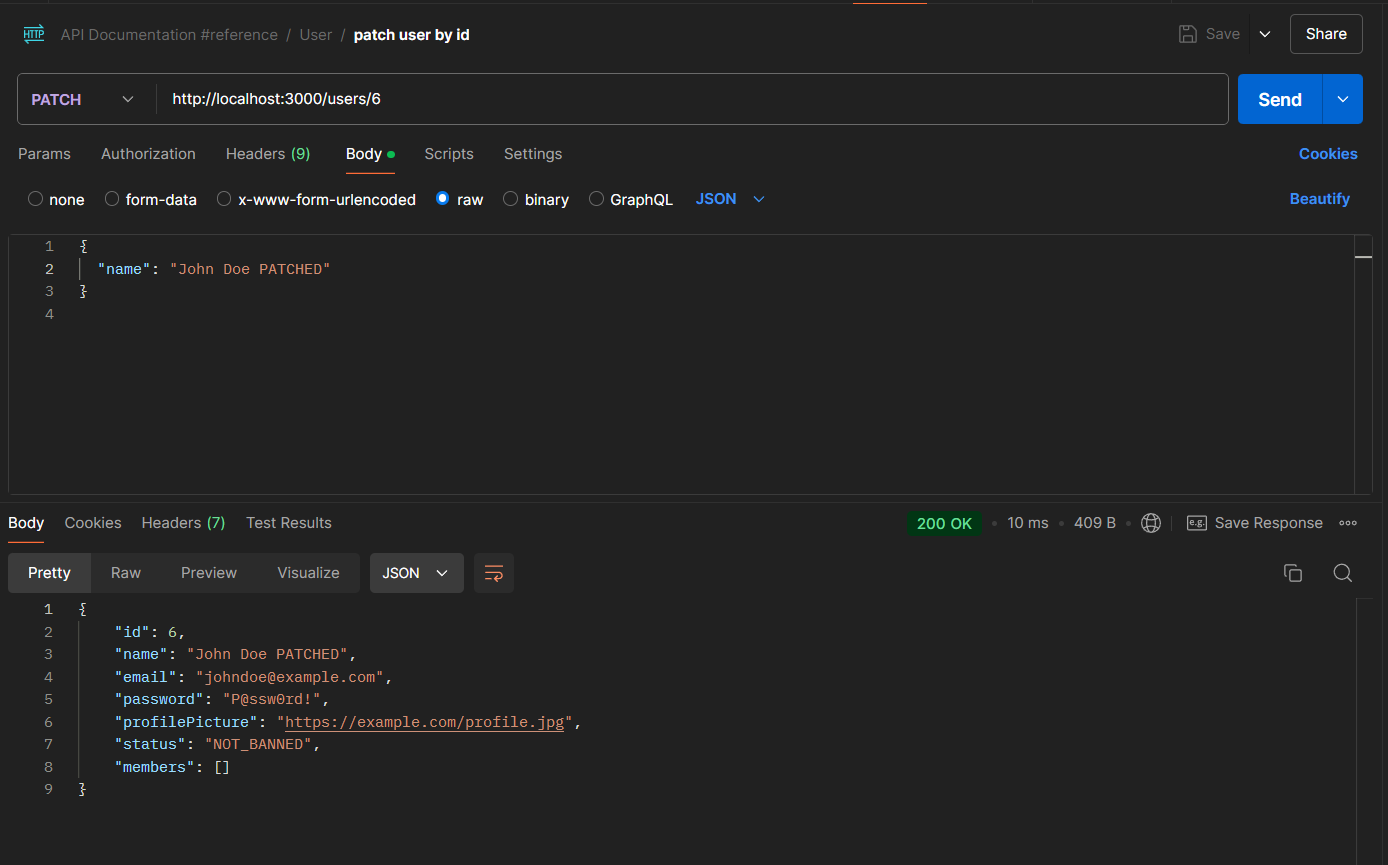 HTTP API Documentation #reference / User / patch user by id Save Share
PATCH http://localhost:3000/users/6 Send
Params Authorization Headers (9) Body Scripts Settings Cookies
none form-data x-www-form-urlencoded raw binary GraphQL JSON Beautify
1 {
2 "name": "John Doe PATCHED"
3 }
4
Body Cookies Headers (7) Test Results 200 OK • 10 ms • 409 B • e.g. Save Response
Pretty Raw Preview Visualize JSON
1 {
2 "id": 6,
3 "name": "John Doe PATCHED",
4 "email": "johndoe@example.com",
5 "password": "P@ssw0rd!",
6 "profilePicture": "https://example.com/profile.jpg",
7 "status": "NOT_BANNED",
8 "members": []
9 }